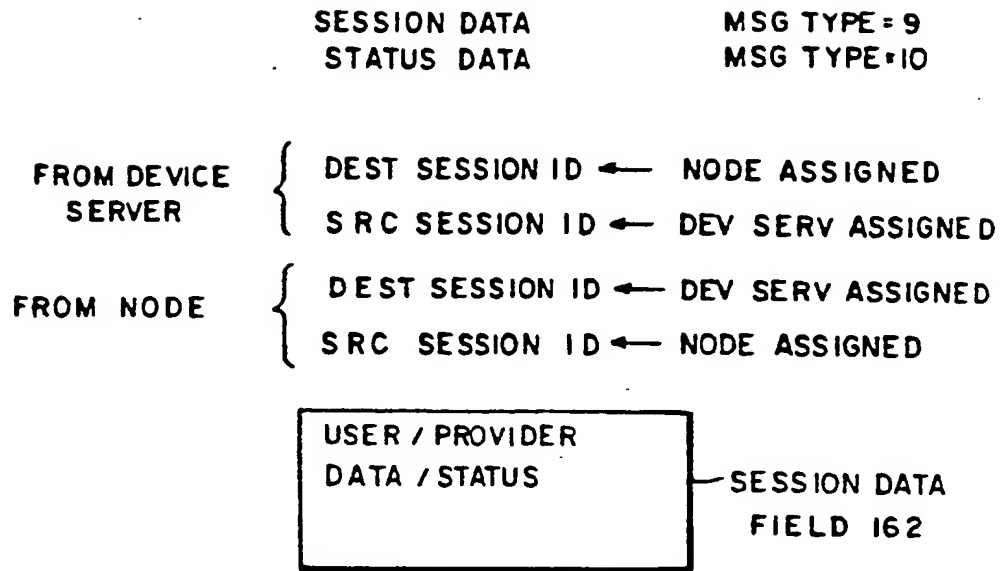 SESSION DATA MSG TYPE = 9
STATUS DATA MSG TYPE = 10
FROM DEVICE SERVER { DEST SESSION ID ← NODE ASSIGNED
SRC SESSION ID ← DEV SERV ASSIGNED
FROM NODE { DEST SESSION ID ← DEV SERV ASSIGNED
SRC SESSION ID ← NODE ASSIGNED
USER / PROVIDER
DATA / STATUS
SESSION DATA
FIELD 162